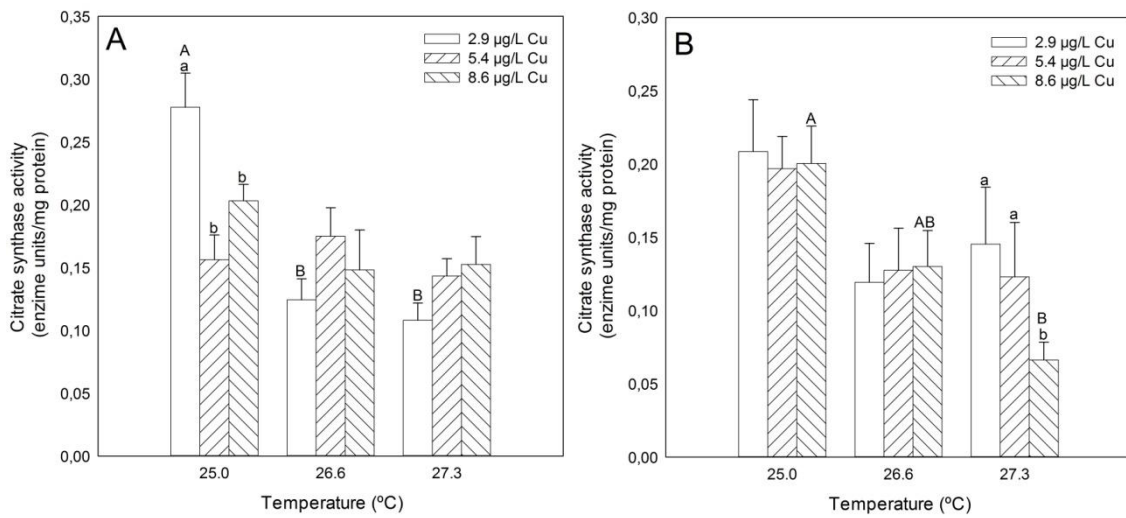 A
0,35
0,30
0,25
0,20
0,15
0,10
0,05
0,00
Citrate synthase activity
(enzime units/mg protein)
2.9 µg/L Cu
5.4 µg/L Cu
8.6 µg/L Cu
A
a
b
b
B
B
25.0
26.6
27.3
Temperature (ºC)
B
0,30
0,25
0,20
0,15
0,10
0,05
0,00
Citrate synthase activity
(enzime units/mg protein)
2.9 µg/L Cu
5.4 µg/L Cu
8.6 µg/L Cu
A
AB
a
a
B
b
25.0
26.6
27.3
Temperature (ºC)